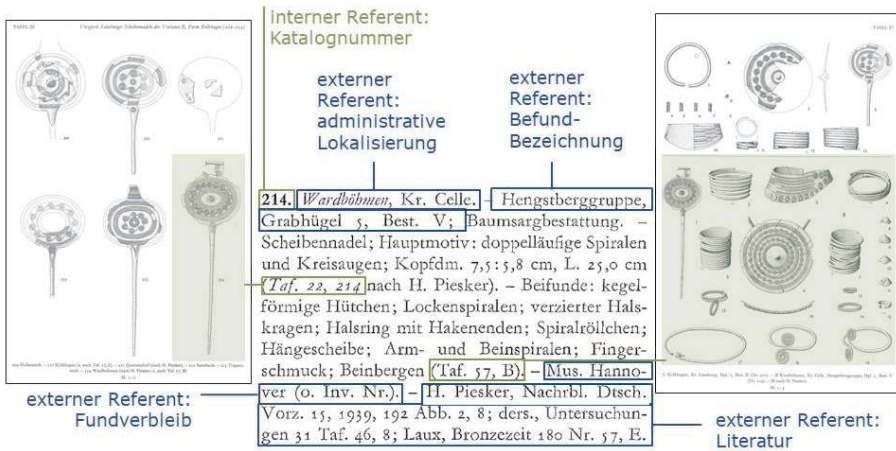 interner Referent:
Katalognummer
externer
Referent:
administrative
Lokalisierung
externer
Referent:
Befund-
Bezeichnung
214. Wardböhmen, Kr. Celle. – Hengstberggruppe,
Grabhügel 5, Best. V; Baumsargbestattung. –
Scheibennadel; Hauptmotiv: doppelläufige Spiralen
und Kreisaugen; Kopfdm. 7,5:5,8 cm, L. 25,0 cm
(Taf. 22, 214 nach H. Piesker). – Beifunde: kegel-
förmige Hütchen; Lockenspiralen; verzierter Hals-
kragen; Halsring mit Hakenenden; Spiralröllchen;
Hängescheibe; Arm- und Beinspiralen; Finger-
schmuck; Beinbergen (Taf. 57, B). – Mus. Hanno-
ver (o. Inv. Nr.). – H. Piesker, Nachrbl. Dtsch.
Vorz. 15, 1939, 192 Abb. 2, 8; ders., Untersuchun-
gen 31 Taf. 46, 8; Laux, Bronzezeit 180 Nr. 57, E.
externer Referent:
Fundverbleib
externer Referent:
Literatur